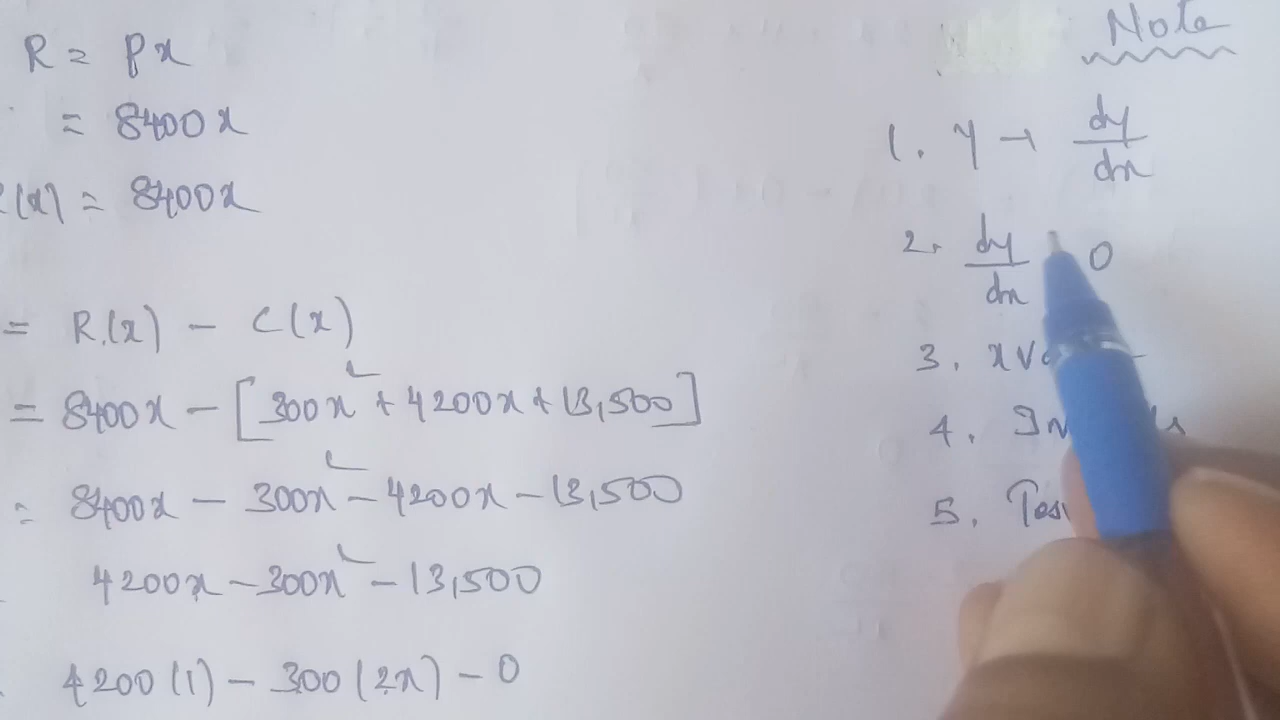 R = Px
= 8400x
(x) = 8400x
= R(x) - C(x)
= 8400x - [300x² + 4200x + 13,500]
= 8400x - 300x² - 4200x - 13,500
4200x - 300x² - 13,500
4200(1) - 300(2x) - 0
Note
1. y → dy/dx
2. dy/dx 0
3. x
4.
5.